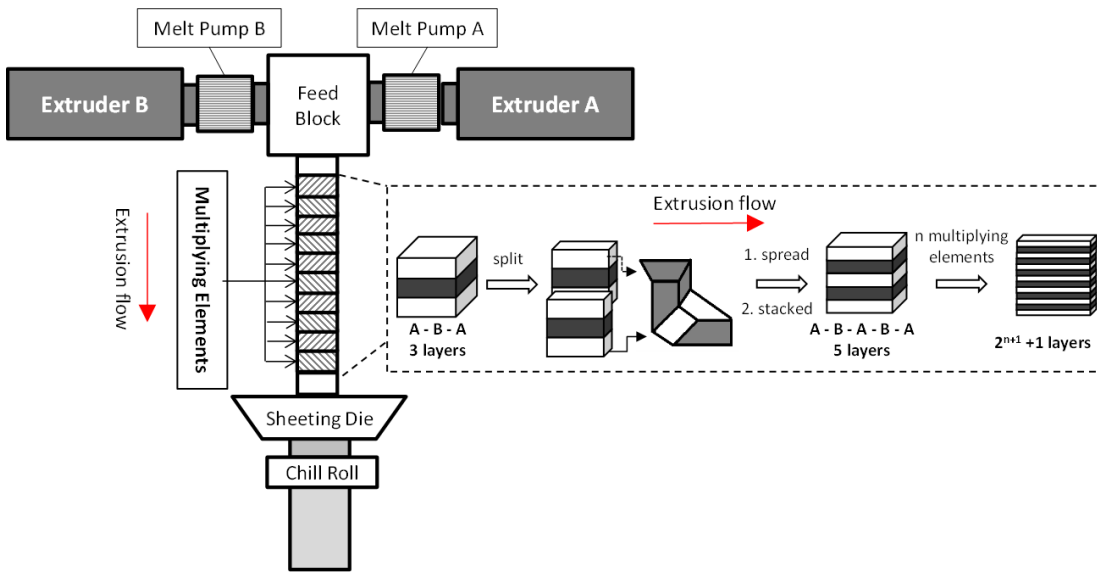 Melt Pump B
Melt Pump A
Extruder B
Feed
Block
Extruder A
Extrusion flow
Multiplying Elements
Extrusion flow
split
1. spread
2. stacked
n multiplying
elements
A - B - A
3 layers
A - B - A - B - A
5 layers
2ⁿ⁺¹ +1 layers
Sheeting Die
Chill Roll